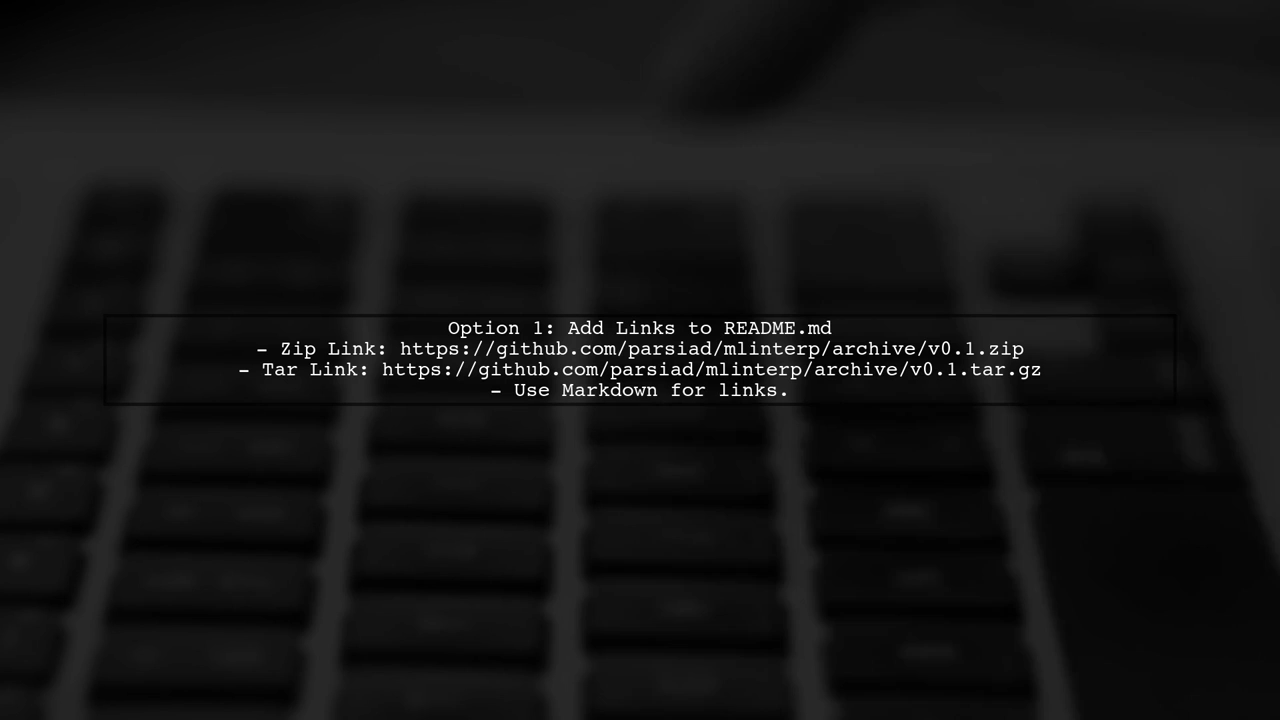 Option 1: Add Links to README.md
- Zip Link: https://github.com/parsiad/mlinterp/archive/v0.1.zip
- Tar Link: https://github.com/parsiad/mlinterp/archive/v0.1.tar.gz
- Use Markdown for links.